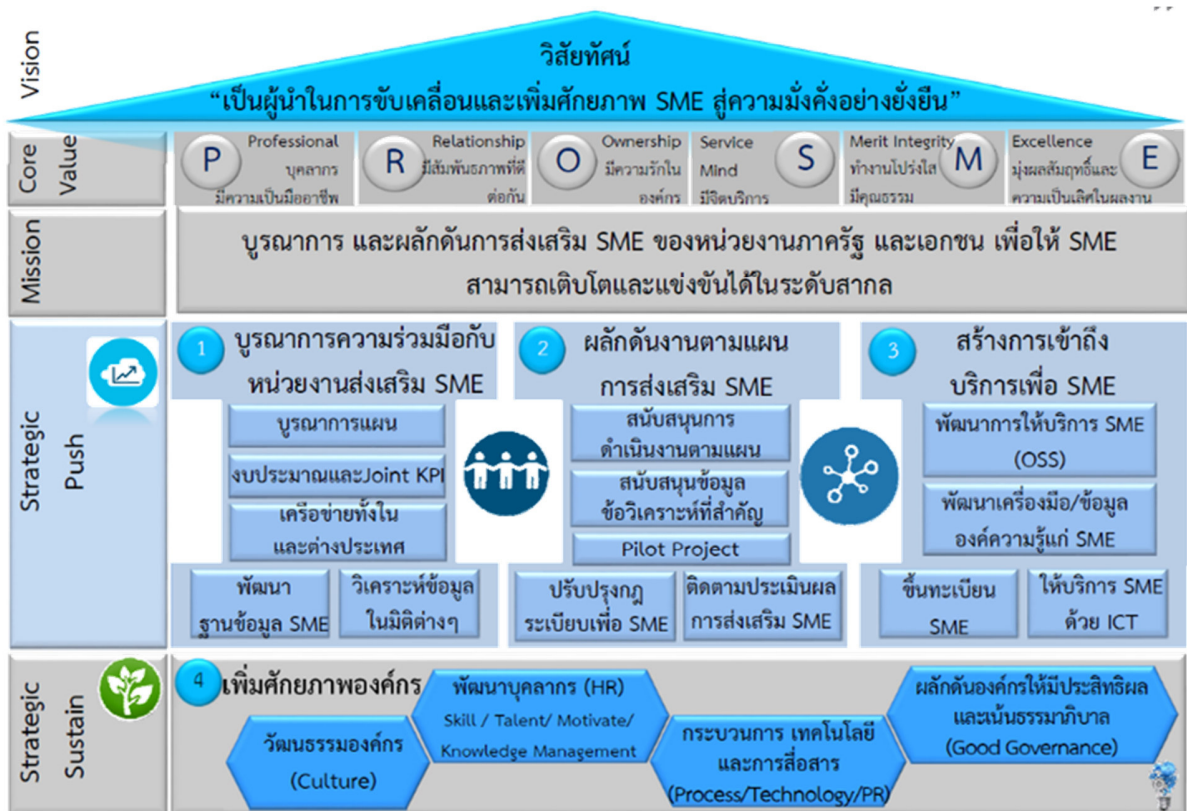 Vision
วิสัยทัศน์
“เป็นผู้นำในการขับเคลื่อนและเพิ่มศักยภาพ SME สู่ความมั่งคั่งอย่างยั่งยืน”
Core
Value
P
Professional
บุคลากร
มีความเป็นมืออาชีพ
R
Relationship
มีสัมพันธภาพที่ดี
ต่อกัน
O
Ownership
มีความรักใน
องค์กร
Service
Mind
มีจิตบริการ
S
Merit Integrity
ทำงานโปร่งใส
มีคุณธรรม
M
Excellence
มุ่งผลสัมฤทธิ์และ
ความเป็นเลิศในผลงาน
E
Mission
บูรณาการ และผลักดันการส่งเสริม SME ของหน่วยงานภาครัฐ และเอกชน เพื่อให้ SME
สามารถเติบโตและแข่งขันได้ในระดับสากล
Strategic
Push
1
บูรณาการความร่วมมือกับ
หน่วยงานส่งเสริม SME
บูรณาการแผน
งบประมาณและJoint KPI
เครือข่ายทั้งใน
และต่างประเทศ
พัฒนา
ฐานข้อมูล SME
วิเคราะห์ข้อมูล
ในมิติต่างๆ
2
ผลักดันงานตามแผน
การส่งเสริม SME
สนับสนุนการ
ดำเนินงานตามแผน
สนับสนุนข้อมูล
ข้อวิเคราะห์ที่สำคัญ
Pilot Project
ปรับปรุงกฎ
ระเบียบเพื่อ SME
ติดตามประเมินผล
การส่งเสริม SME
3
สร้างการเข้าถึง
บริการเพื่อ SME
พัฒนาการให้บริการ SME
(OSS)
พัฒนาเครื่องมือ/ข้อมูล
องค์ความรู้แก่ SME
ขึ้นทะเบียน
SME
ให้บริการ SME
ด้วย ICT
Strategic
Sustain
4
เพิ่มศักยภาพองค์กร
วัฒนธรรมองค์กร
(Culture)
พัฒนาบุคลากร (HR)
Skill / Talent/ Motivate/
Knowledge Management
กระบวนการ เทคโนโลยี
และการสื่อสาร
(Process/Technology/PR)
ผลักดันองค์กรให้มีประสิทธิผล
และเน้นธรรมาภิบาล
(Good Governance)